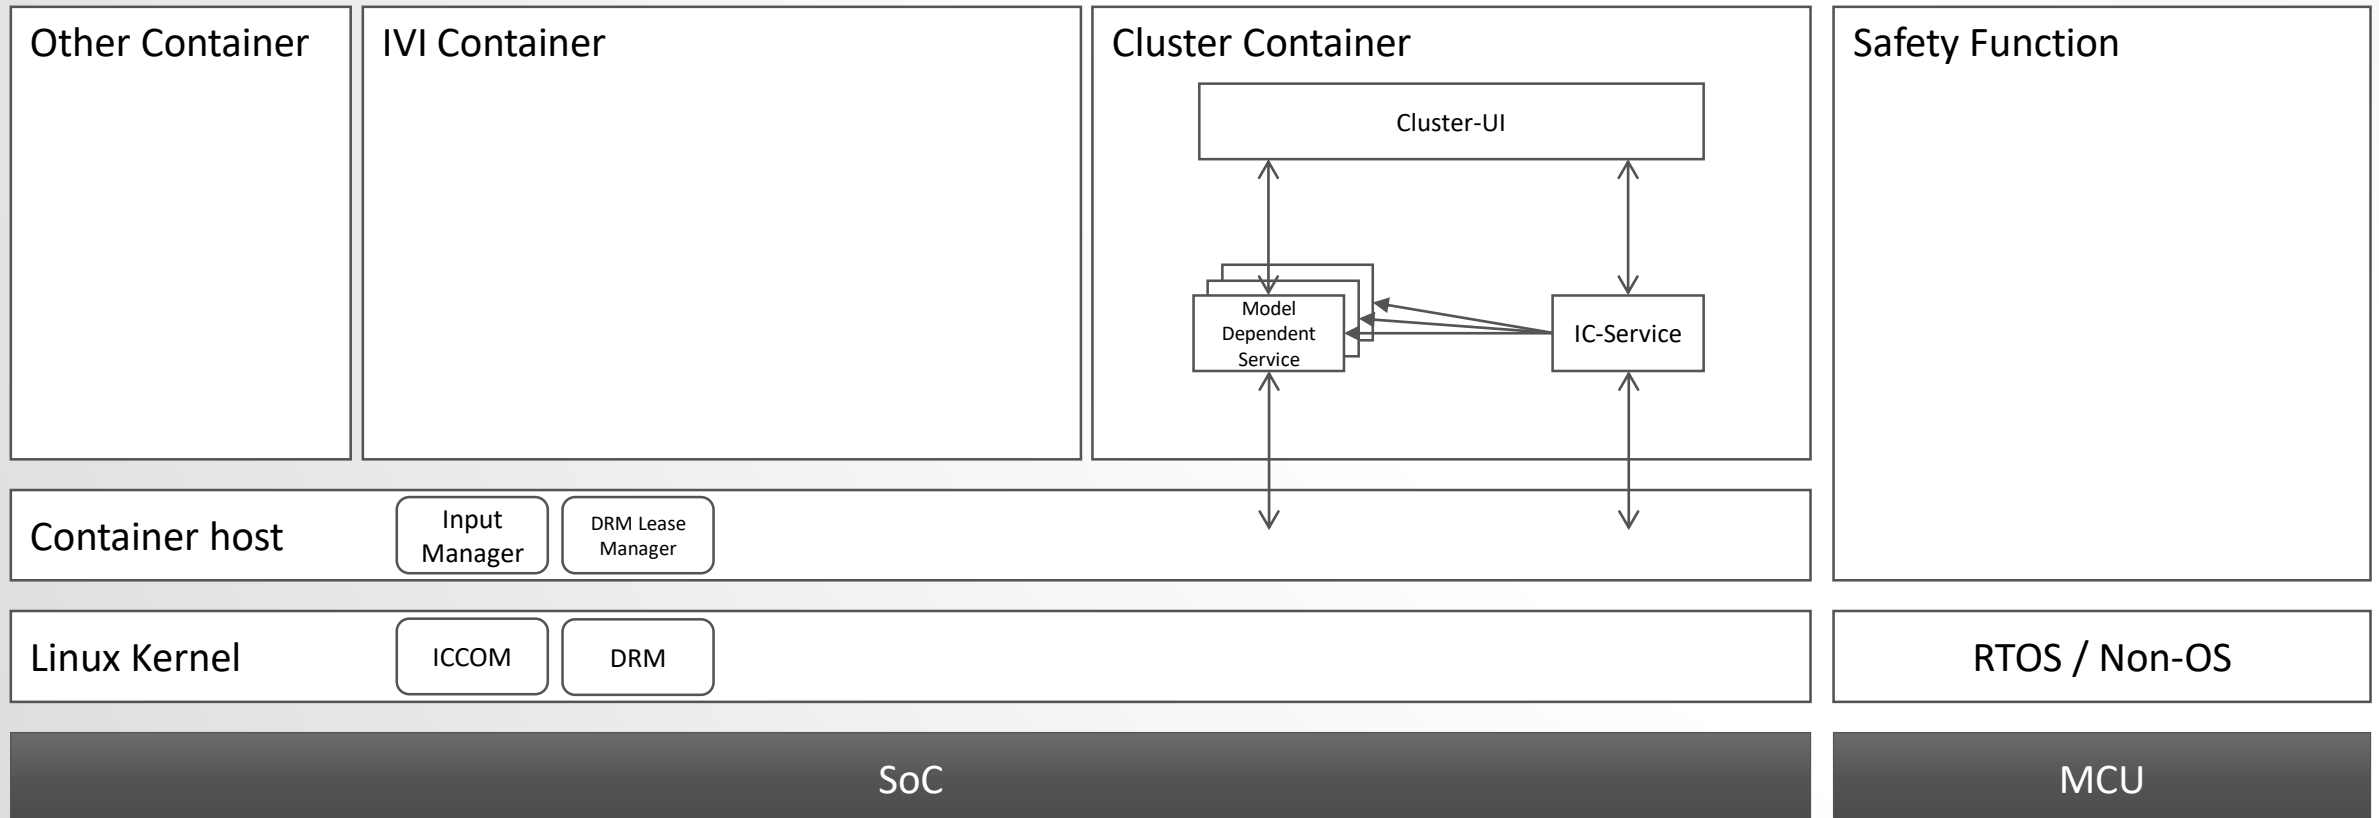 Other Container
IVI Container
Cluster Container
Safety Function
Cluster-UI
Model
Dependent
Service
IC-Service
Container host
Input
Manager
DRM Lease
Manager
Linux Kernel
ICCOM
DRM
RTOS / Non-OS
SoC
MCU